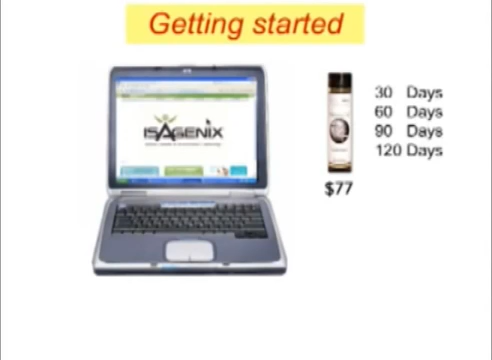 Getting started
ISAGENIX
30 Days
60 Days
90 Days
120 Days
$77